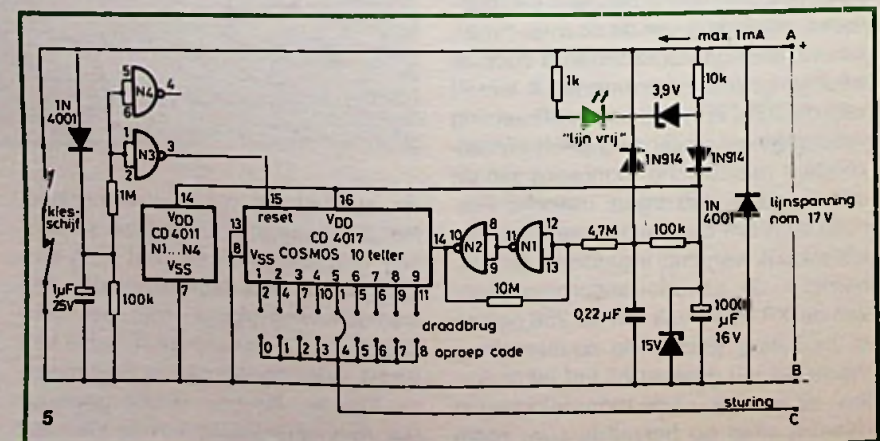 max. 1mA
A
+
1k
10k
3,9V
"lijn vrij"
1N914
1N914
1N
4001
lijnspanning
nom 17 V
1N
4001
5
6
N4
4
1
2
N3
3
1M
kies-
schijf
1µF
25V
100k
14
VDD
CD 4011
N1...N4
VSS
7
13
8
15
16
reset
VDD
VSS
CD 4017
COSMOS 10 teller
1 2 3 4 5 6 7 8 9
2 4 7 10 1 5 6 9 11
14
10
N2
8
9
11
N1
12
13
4,7M
100k
10M
0,22 µF
15V
1000
µF
16 V
draadbrug
0 1 2 3 4 5 6 7 8
oproep code
B
-
sturing
C
5